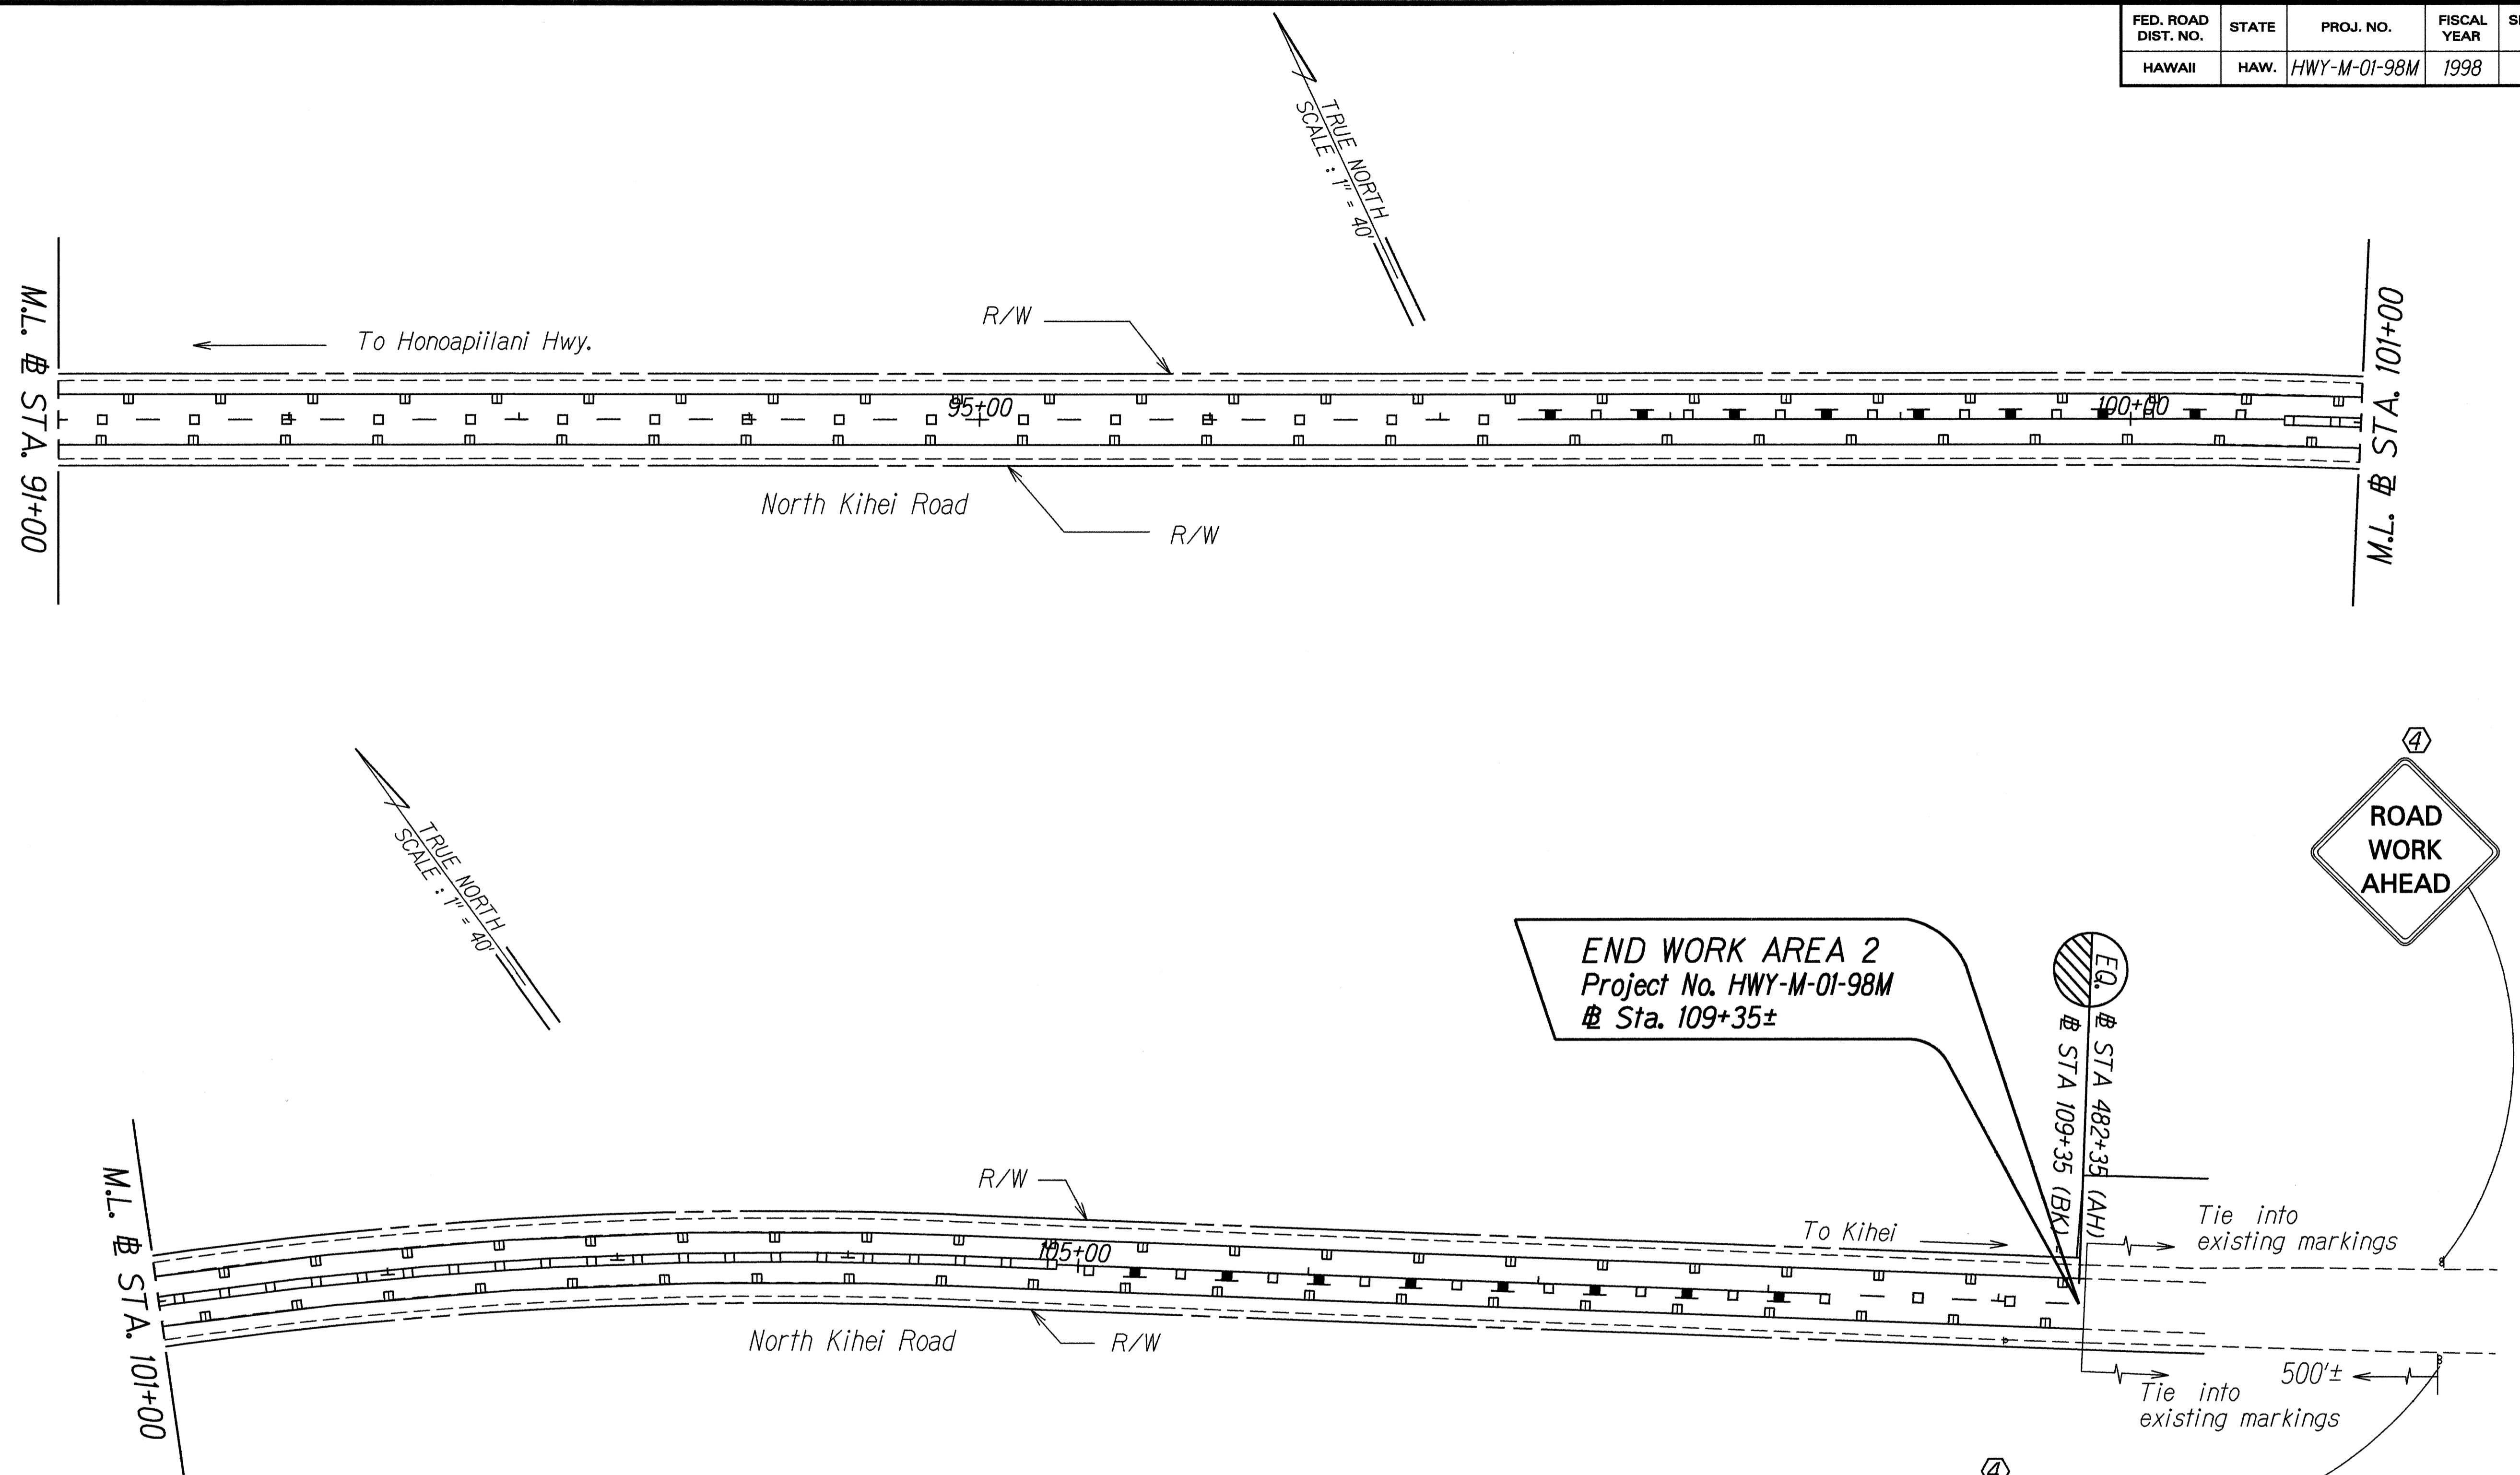 FED. ROAD DIST. NO. STATE PROJ. NO. FISCAL YEAR
HAWAII HAW. HWY-M-01-98M 1998
TRUE NORTH
SCALE : 1" = 40'
M.L. ⅊ STA. 91+00
To Honoapiilani Hwy.
R/W
95+00
100+00
M.L. ⅊ STA. 101+00
North Kihei Road
R/W
TRUE NORTH
SCALE : 1" = 40'
4
ROAD
WORK
AHEAD
END WORK AREA 2
Project No. HWY-M-01-98M
⅊ Sta. 109+35±
EQ.
⅊ STA 482+35 (AH)
⅊ STA 109+35 (BK)
M.L. ⅊ STA. 101+00
R/W
105+00
To Kihei
Tie into
existing markings
North Kihei Road
R/W
500'±
Tie into
existing markings
4